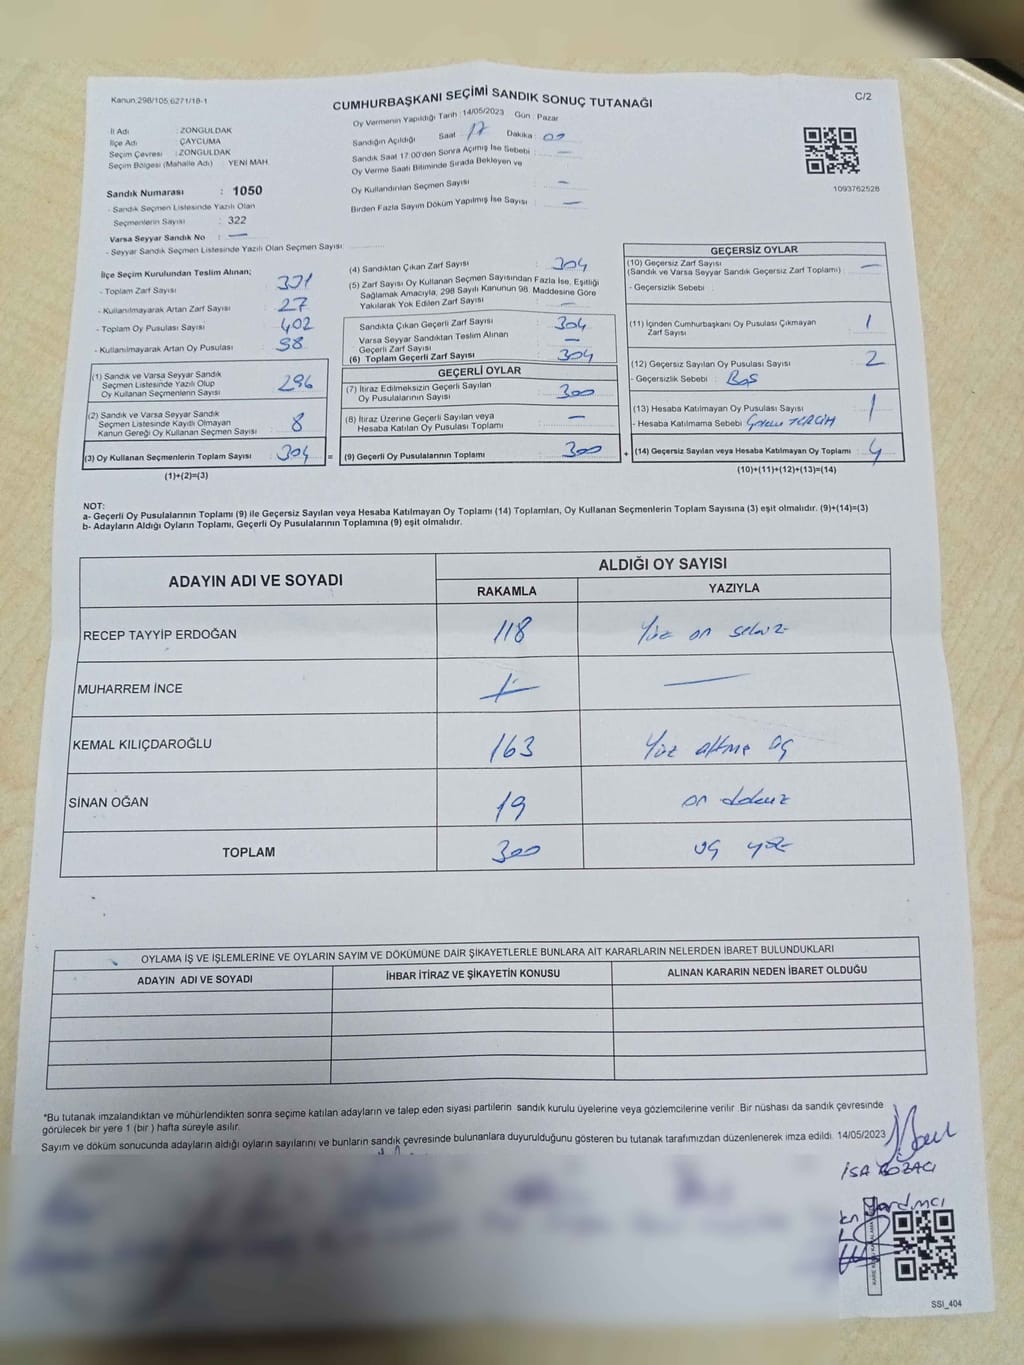 Kanun,298/105,6271/18-1
CUMHURBAŞKANI SEÇİMİ SANDIK SONUÇ TUTANAĞI
C/2
İl Adı : ZONGULDAK
İlçe Adı : ÇAYCUMA
Seçim Çevresi : ZONGULDAK
Seçim Bölgesi (Mahalle Adı) : YENİ MAH.
Sandık Numarası : 1050
- Sandık Seçmen Listesinde Yazılı Olan
Seçmenlerin Sayısı : 322
Varsa Seyyar Sandık No : —
- Seyyar Sandık Seçmen Listesinde Yazılı Olan Seçmen Sayısı:
Oy Vermenin Yapıldığı Tarih :14/05/2023 Gün : Pazar
Sandığın Açıldığı Saat : 17 Dakika : 00
Sandık Saat 17:00'den Sonra Açımış İse Sebebi : —
Oy Verme Saati Bitiminde Sırada Bekleyen ve
Oy Kullandırılan Seçmen Sayısı : —
Birden Fazla Sayım Döküm Yapılmış İse Sayısı : —
1093762528
İlçe Seçim Kurulundan Teslim Alınan;
- Toplam Zarf Sayısı : 331
- Kullanılmayarak Artan Zarf Sayısı : 27
- Toplam Oy Pusulası Sayısı : 402
- Kullanılmayarak Artan Oy Pusulası : 98
(1) Sandık ve Varsa Seyyar Sandık
Seçmen Listesinde Yazılı Olup
Oy Kullanan Seçmenlerin Sayısı : 296
(2) Sandık ve Varsa Seyyar Sandık
Seçmen Listesinde Kayıtlı Olmayan
Kanun Gereği Oy Kullanan Seçmen Sayısı : 8
(3) Oy Kullanan Seçmenlerin Toplam Sayısı : 304 =
(1)+(2)=(3)
(4) Sandıktan Çıkan Zarf Sayısı : 304
(5) Zarf Sayısı Oy Kullanan Seçmen Sayısından Fazla İse, Eşitliği
Sağlamak Amacıyla, 298 Sayılı Kanunun 98. Maddesine Göre
Yakılarak Yok Edilen Zarf Sayısı : —
Sandıkta Çıkan Geçerli Zarf Sayısı : 304
Varsa Seyyar Sandıktan Teslim Alınan
Geçerli Zarf Sayısı : —
(6) Toplam Geçerli Zarf Sayısı : 304
GEÇERLİ OYLAR
(7) İtiraz Edilmeksizin Geçerli Sayılan
Oy Pusulalarının Sayısı : 300
(8) İtiraz Üzerine Geçerli Sayılan veya
Hesaba Katılan Oy Pusulası Toplamı : —
(9) Geçerli Oy Pusulalarının Toplamı : 300 +
GEÇERSİZ OYLAR
(10) Geçersiz Zarf Sayısı
(Sandık ve Varsa Seyyar Sandık Geçersiz Zarf Toplamı) : —
- Geçersizlik Sebebi :
(11) İçinden Cumhurbaşkanı Oy Pusulası Çıkmayan
Zarf Sayısı : 1
(12) Geçersiz Sayılan Oy Pusulası Sayısı : 2
- Geçersizlik Sebebi : BOŞ
(13) Hesaba Katılmayan Oy Pusulası Sayısı : 1
- Hesaba Katılmama Sebebi : TERCİH
(14) Geçersiz Sayılan veya Hesaba Katılmayan Oy Toplamı : 4
(10)+(11)+(12)+(13)=(14)
NOT:
a- Geçerli Oy Pusulalarının Toplamı (9) ile Geçersiz Sayılan veya Hesaba Katılmayan Oy Toplamı (14) Toplamları, Oy Kullanan Seçmenlerin Toplam Sayısına (3) eşit olmalıdır. (9)+(14)=(3)
b- Adayların Aldığı Oyların Toplamı, Geçerli Oy Pusulalarının Toplamına (9) eşit olmalıdır.
ADAYIN ADI VE SOYADI
ALDIĞI OY SAYISI
RAKAMLA YAZIYLA
RECEP TAYYİP ERDOĞAN 118 Yüz on sekiz
MUHARREM İNCE —
KEMAL KILIÇDAROĞLU 163 Yüz altmış üç
SİNAN OĞAN 19 on dokuz
TOPLAM 300 üç yüz
OYLAMA İŞ VE İŞLEMLERİNE VE OYLARIN SAYIM VE DÖKÜMÜNE DAİR ŞİKAYETLERLE BUNLARA AİT KARARLARIN NELERDEN İBARET BULUNDUKLARI
ADAYIN ADI VE SOYADI İHBAR İTİRAZ VE ŞİKAYETİN KONUSU ALINAN KARARIN NEDEN İBARET OLDUĞU
*Bu tutanak imzalandıktan ve mühürlendikten sonra seçime katılan adayların ve talep eden siyasi partilerin sandık kurulu üyelerine veya gözlemcilerine verilir. Bir nüshası da sandık çevresinde
görülecek bir yere 1 (bir) hafta süreyle asılır.
Sayım ve döküm sonucunda adayların aldığı oyların sayılarını ve bunların sandık çevresinde bulunanlara duyurulduğunu gösteren bu tutanak tarafımızdan düzenlenerek imza edildi. 14/05/2023
İSA BOZACI
SSI_404